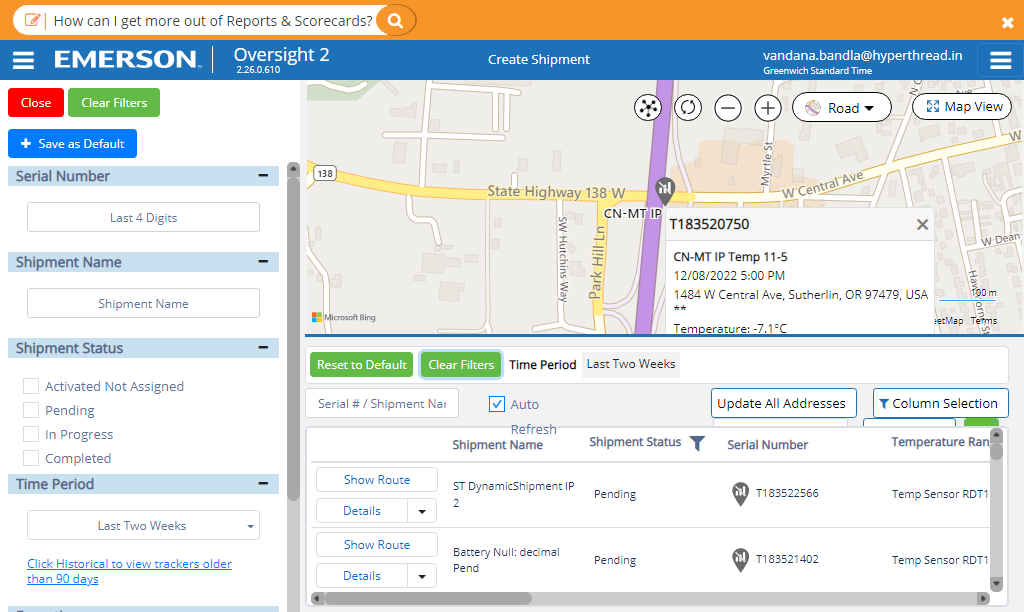 How can I get more out of Reports & Scorecards?
EMERSON
Oversight 2
2.26.0.610
Create Shipment
vandana.bandla@hyperthread.in
Greenwich Standard Time
Close
Clear Filters
Save as Default
Serial Number
Last 4 Digits
Shipment Name
Shipment Name
Shipment Status
Activated Not Assigned
Pending
In Progress
Completed
Time Period
Last Two Weeks
Click Historical to view trackers older
than 90 days
Road
Map View
138
State Highway 138 W
W Central Ave
Myrtle St
SW Hutchins Way
Park Hill Ln
W Dean
CN-MT IP
T183520750
CN-MT IP Temp 11-5
12/08/2022 5:00 PM
1484 W Central Ave, Sutherlin, OR 97479, USA
**
Temperature: -7.1°C
100 m
Microsoft Bing
eetMap Terms
Reset to Default
Clear Filters
Time Period
Last Two Weeks
Serial # / Shipment Nar
Auto
Refresh
Update All Addresses
Column Selection
Shipment Name
Shipment Status
Serial Number
Temperature Ran
Show Route
Details
ST DynamicShipment IP
2
Pending
T183522566
Temp Sensor RDT1
Show Route
Details
Battery Null: decimal
Pend
Pending
T183521402
Temp Sensor RDT1